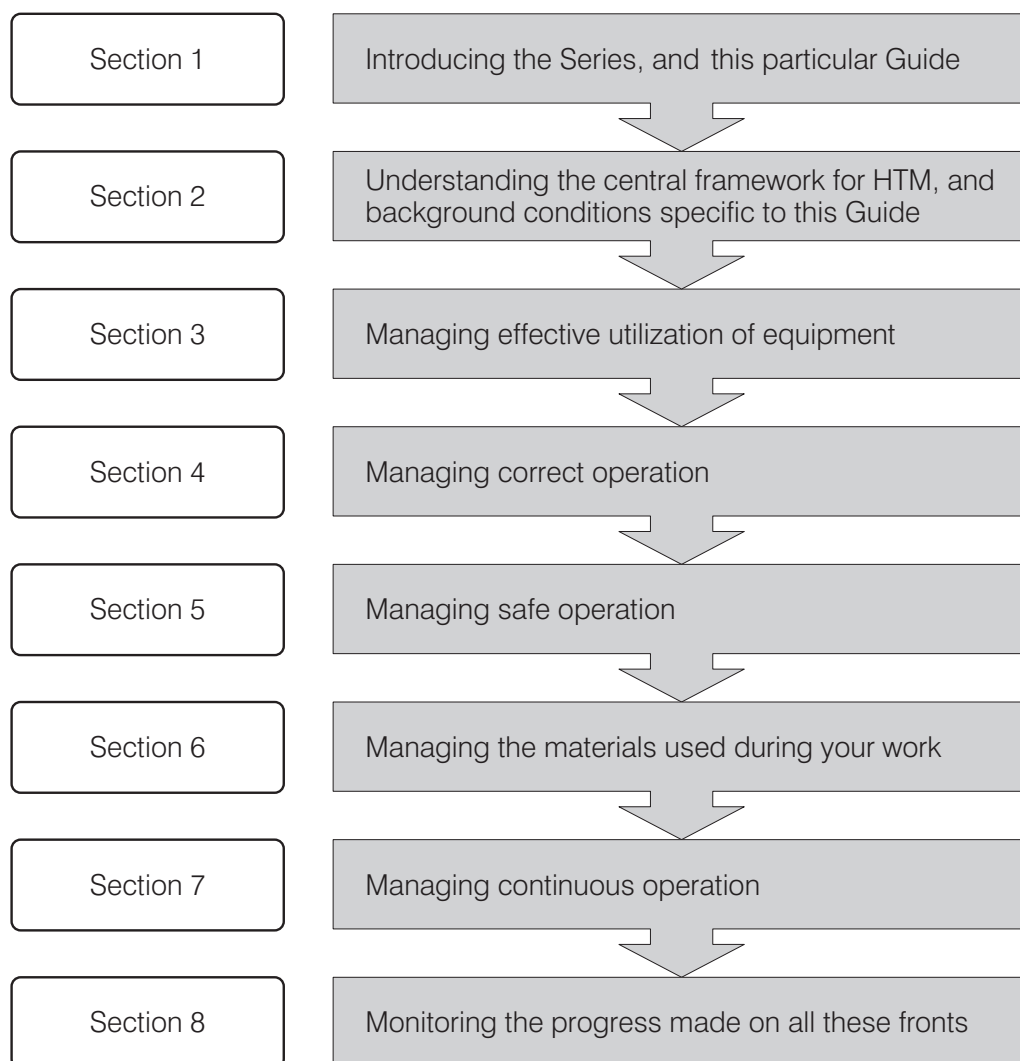 Section 1
Introducing the Series, and this particular Guide
Section 2
Understanding the central framework for HTM, and
background conditions specific to this Guide
Section 3
Managing effective utilization of equipment
Section 4
Managing correct operation
Section 5
Managing safe operation
Section 6
Managing the materials used during your work
Section 7
Managing continuous operation
Section 8
Monitoring the progress made on all these fronts